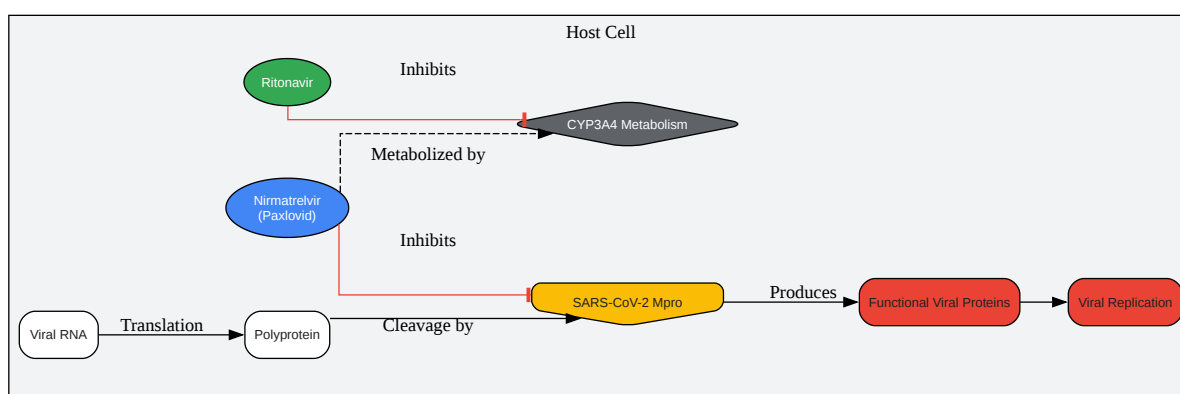 Host Cell
Ritonavir
Inhibits
CYP3A4 Metabolism
Metabolized by
Nirmatrelvir
(Paxlovid)
Inhibits
SARS-CoV-2 Mpro
Produces
Functional Viral Proteins
Viral Replication
Viral RNA
Translation
Polyprotein
Cleavage by